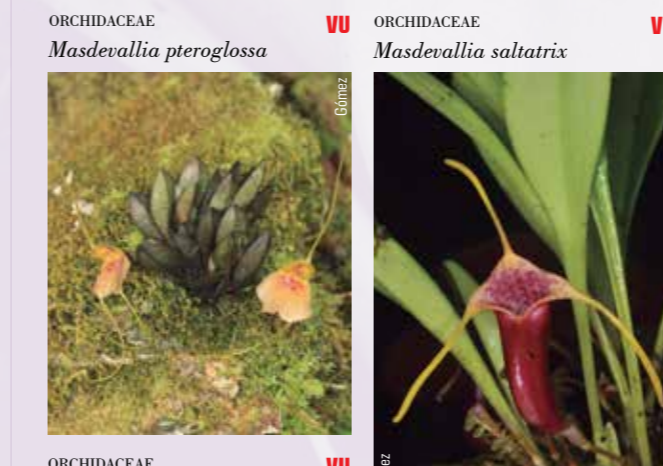 ORCHIDACEAE VU
Masdevallia pteroglossa
Gómez
ORCHIDACEAE
Masdevallia saltatrix
ORCHIDACEAE VU